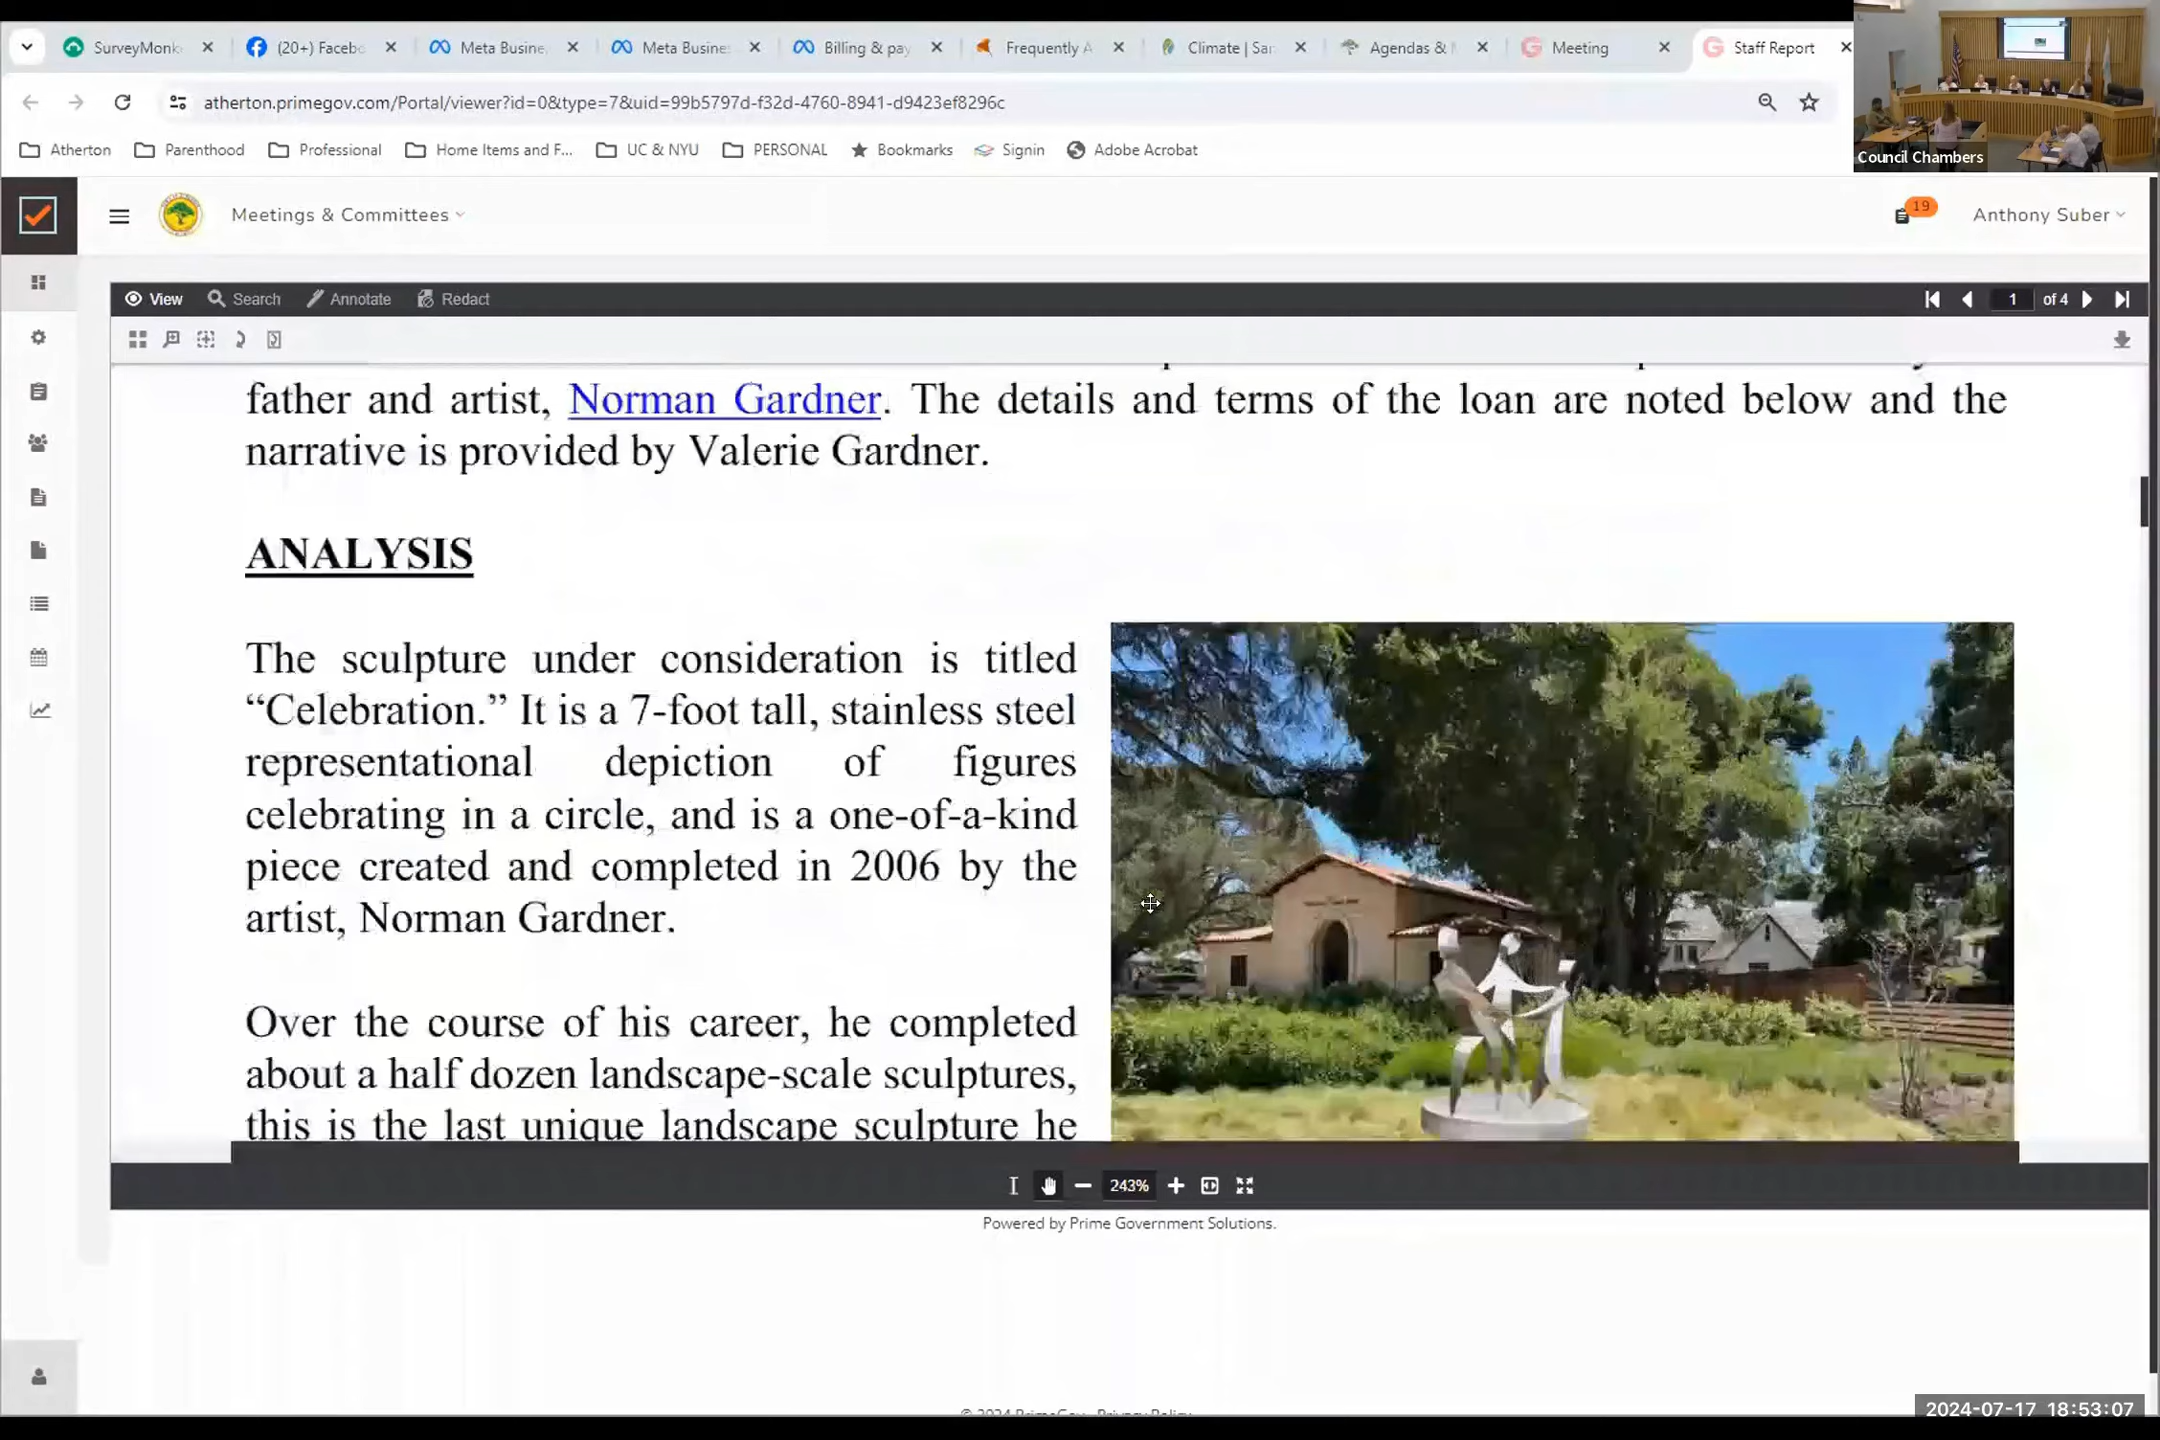 SurveyMonk
(20+) Facebo
Meta Busine
Meta Busine
Billing & pay
Frequently A
Climate | Sar
Agendas &
Meeting
Staff Report
atherton.primegov.com/Portal/viewer?id=0&type=7&uid=99b5797d-f32d-4760-8941-d9423ef8296c
Atherton
Parenthood
Professional
Home Items and F...
UC & NYU
PERSONAL
Bookmarks
Signin
Adobe Acrobat
Council Chambers
Meetings & Committees
19
Anthony Suber
View
Search
Annotate
Redact
1 of 4
father and artist, Norman Gardner. The details and terms of the loan are noted below and the
narrative is provided by Valerie Gardner.
ANALYSIS
The sculpture under consideration is titled
“Celebration.” It is a 7-foot tall, stainless steel
representational depiction of figures
celebrating in a circle, and is a one-of-a-kind
piece created and completed in 2006 by the
artist, Norman Gardner.
Over the course of his career, he completed
about a half dozen landscape-scale sculptures,
this is the last unique landscape sculpture he
243%
Powered by Prime Government Solutions.
© 2024 PrimeGov - Privacy Policy
2024-07-17 18:53:07